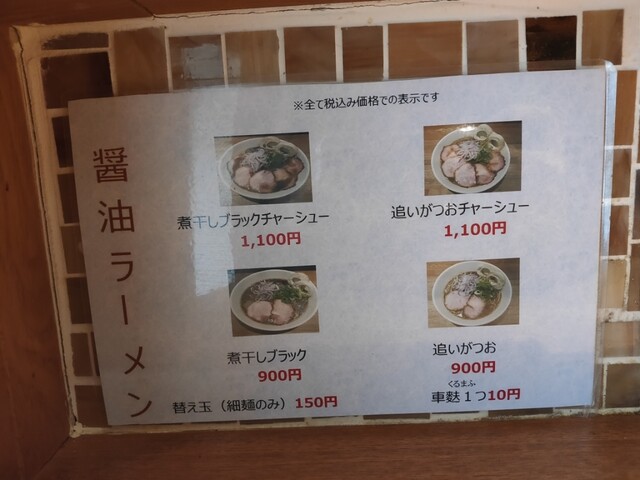 ※全て税込み価格での表示です
醤油ラーメン
煮干しブラックチャーシュー
1,100円
追いがつおチャーシュー
1,100円
煮干しブラック
900円
追いがつお
900円
替え玉（細麺のみ）150円
くるまふ
車麩１つ10円